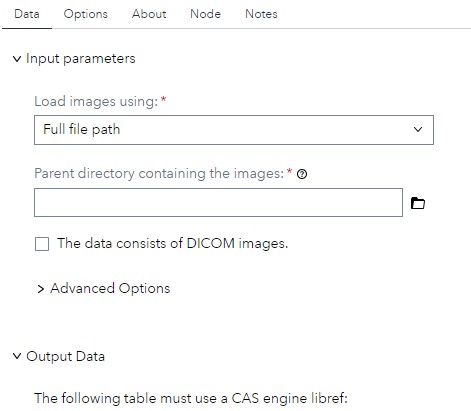 Data Options About Node Notes
Input parameters
Load images using: *
Full file path
Parent directory containing the images: * ?
The data consists of DICOM images.
Advanced Options
Output Data
The following table must use a CAS engine libref: